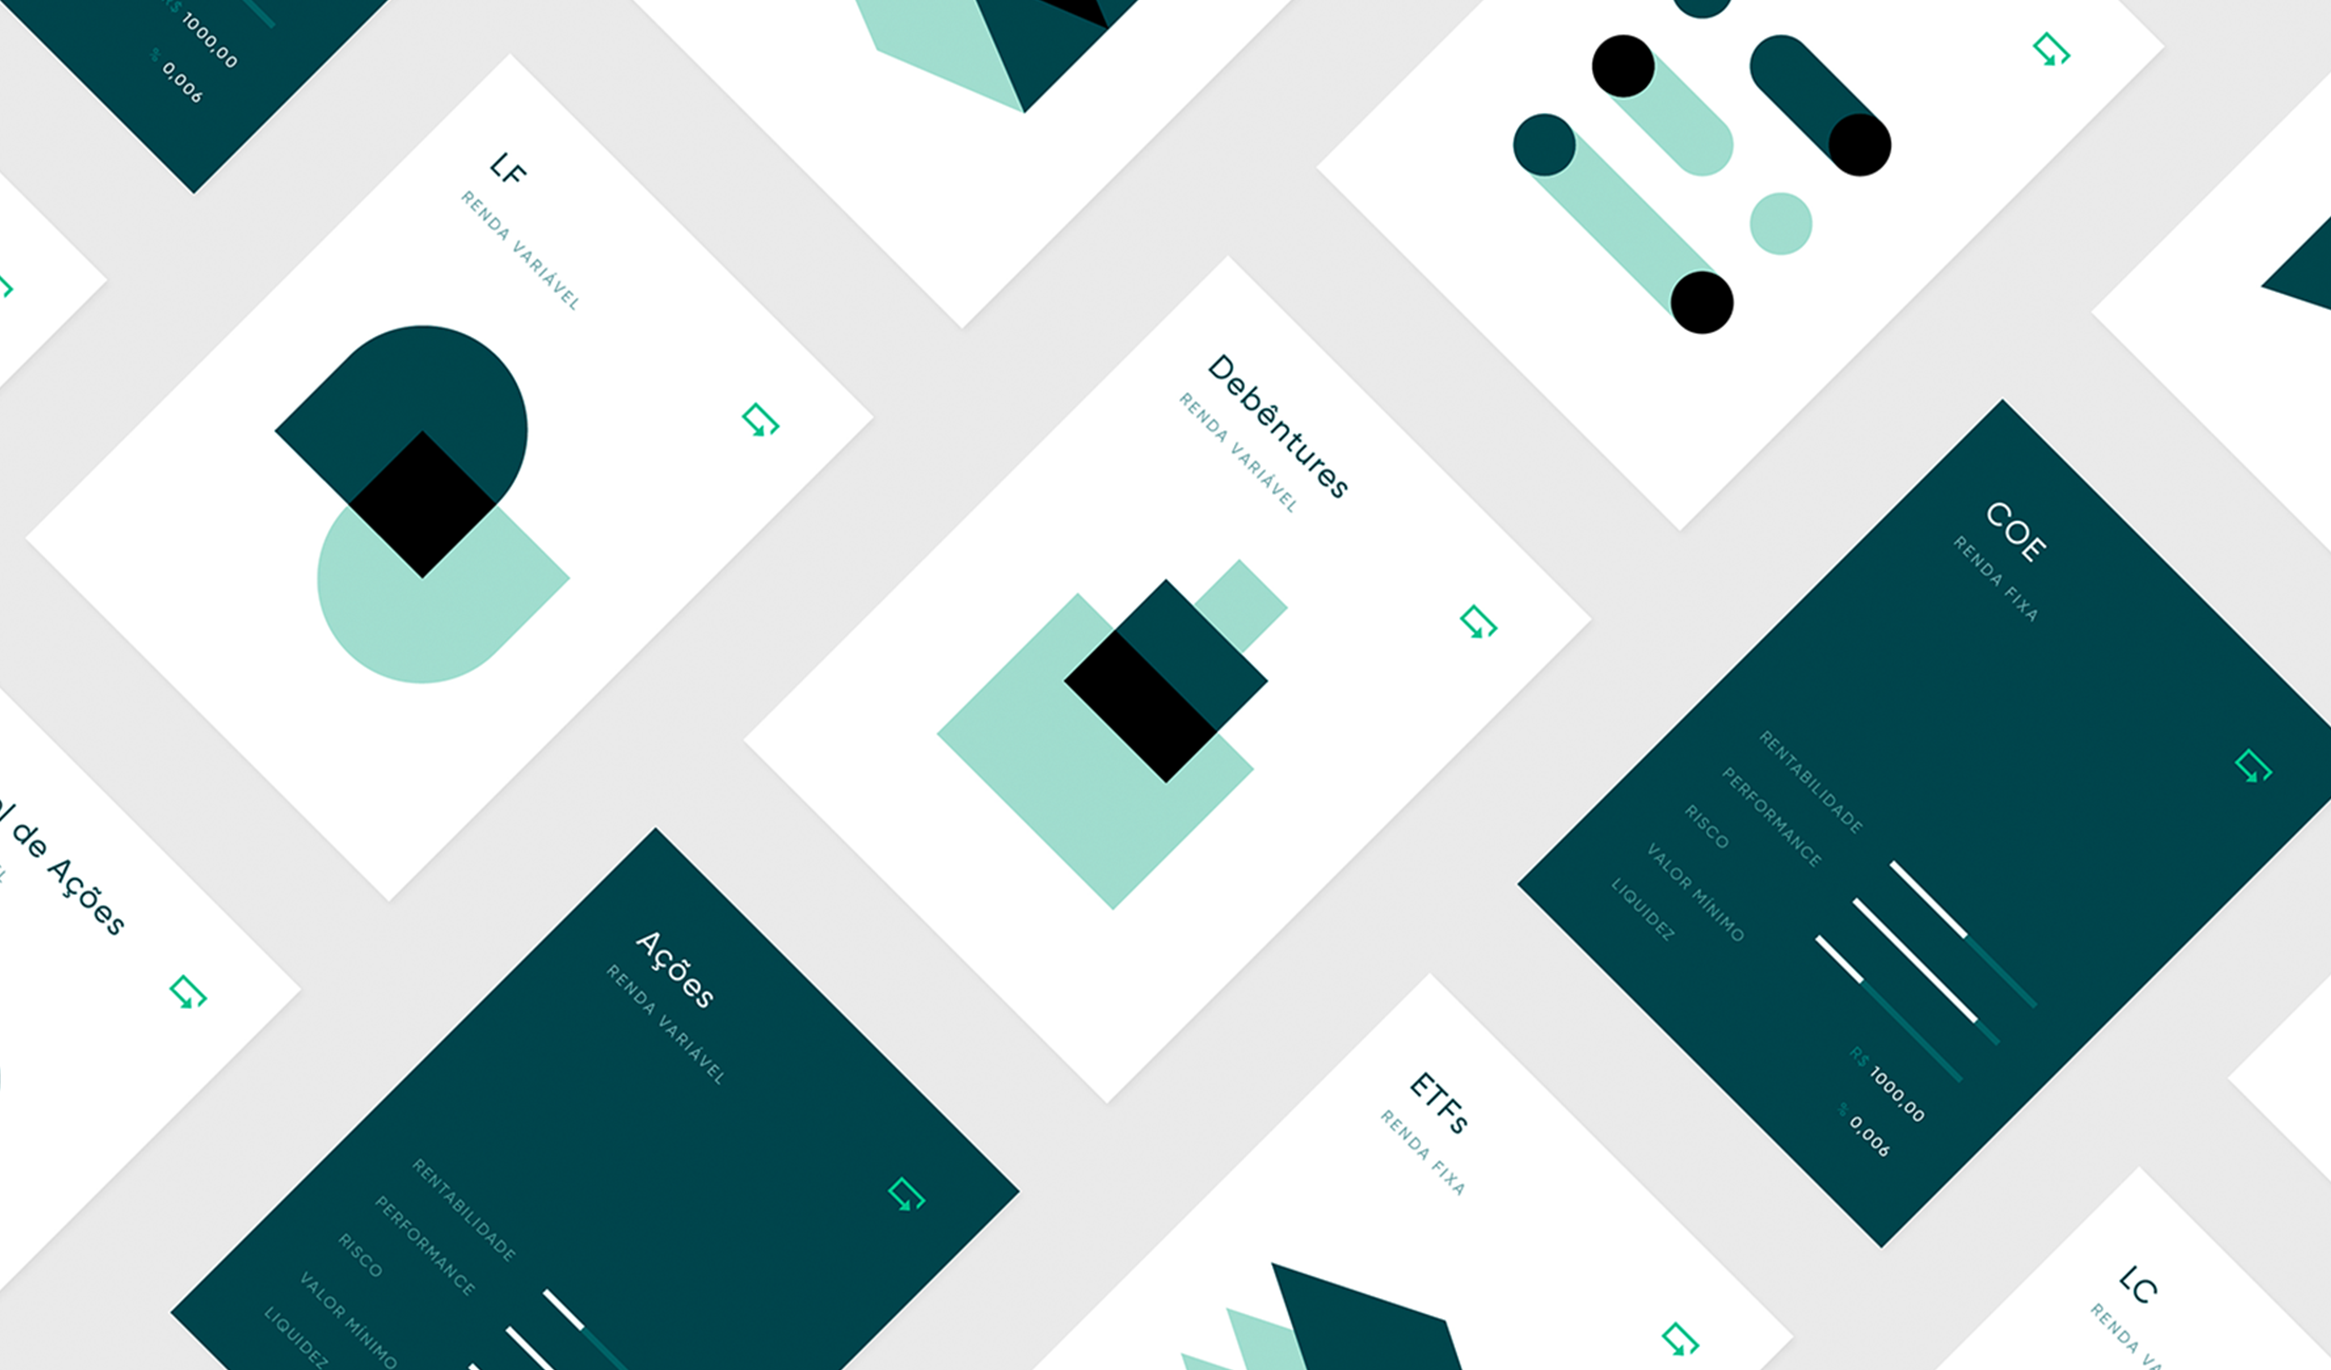 R$ 1000,00
% 0,006
LF
RENDA VARIÁVEL
Debêntures
RENDA VARIÁVEL
COE
RENDA FIXA
RENTABILIDADE
PERFORMANCE
RISCO
VALOR MÍNIMO
LIQUIDEZ
R$ 1000,00
% 0,006
de Ações
Ações
RENDA VARIÁVEL
RENTABILIDADE
PERFORMANCE
RISCO
VALOR MÍNIMO
LIQUIDEZ
ETFs
RENDA FIXA
LC
RENDA